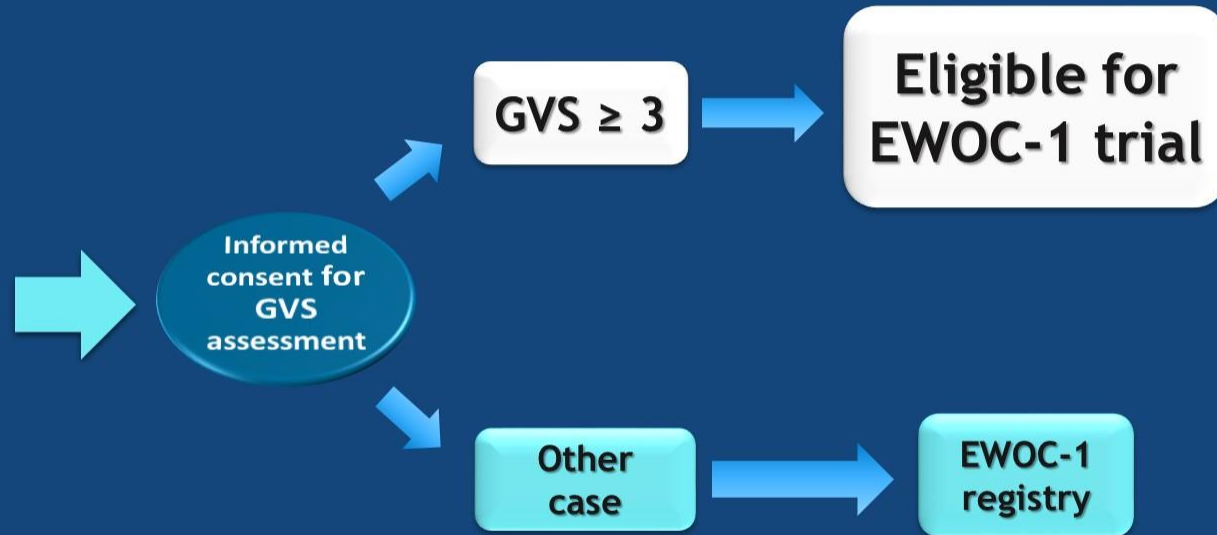 Informed
consent for
GVS
assessment
GVS ≥ 3
Eligible for
EWOC-1 trial
Other
case
EWOC-1
registry